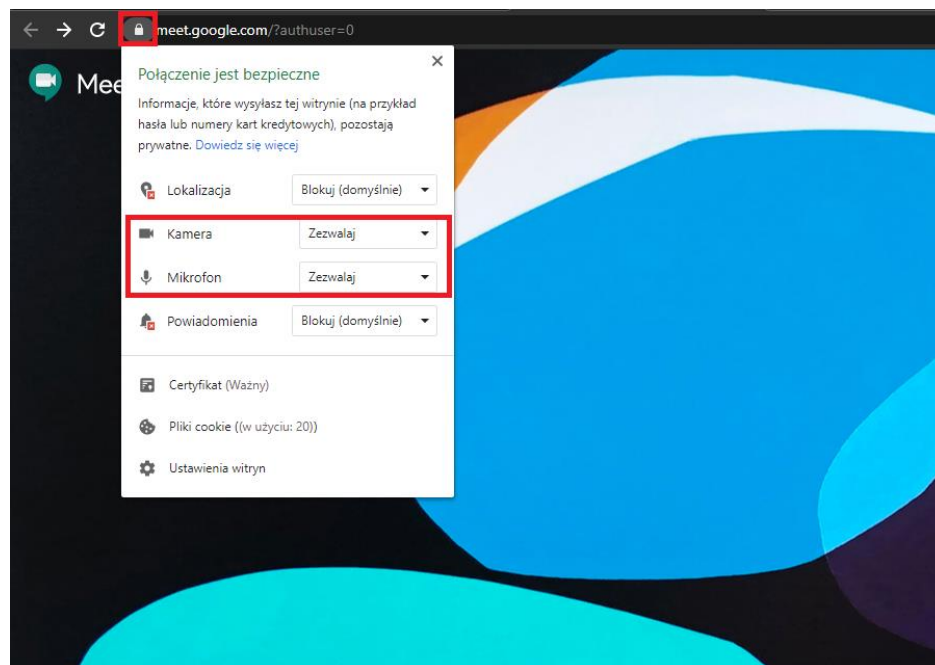 meet.google.com/?authuser=0
Mee
Połączenie jest bezpieczne
Informacje, które wysyłasz tej witrynie (na przykład
hasła lub numery kart kredytowych), pozostają
prywatne. Dowiedz się więcej
Lokalizacja Blokuj (domyślnie)
Kamera Zezwalaj
Mikrofon Zezwalaj
Powiadomienia Blokuj (domyślnie)
Certyfikat (Ważny)
Pliki cookie ((w użyciu: 20))
Ustawienia witryn